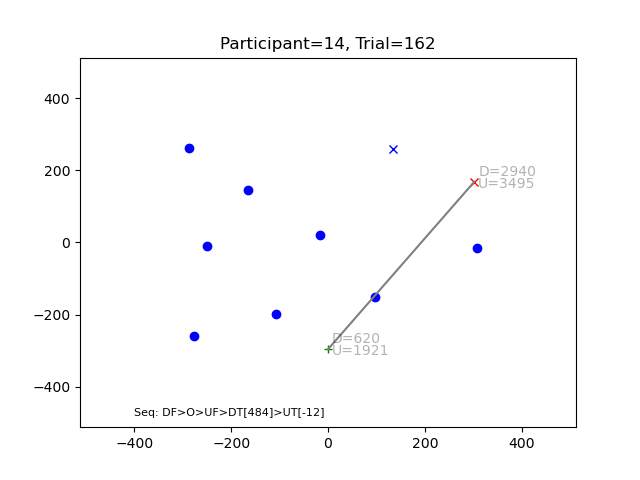 Participant=14, Trial=162
400
200
0
−200
−400
D=2940
U=3495
D=620
U=1921
Seq: DF>O>UF>DT[484]>UT[-12]
−400
−200
0
200
400